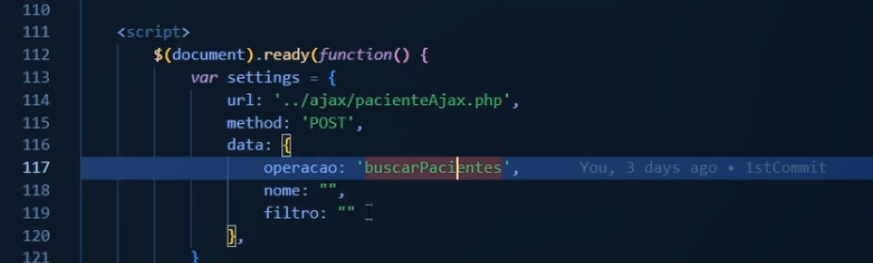 110
111 <script>
112 $(document).ready(function() {
113 var settings = {
114 url: '../ajax/pacienteAjax.php',
115 method: 'POST',
116 data: {
117 operacao: 'buscarPacientes', You, 3 days ago • 1stCommit
118 nome: "",
119 filtro: ""
120 },
121 }